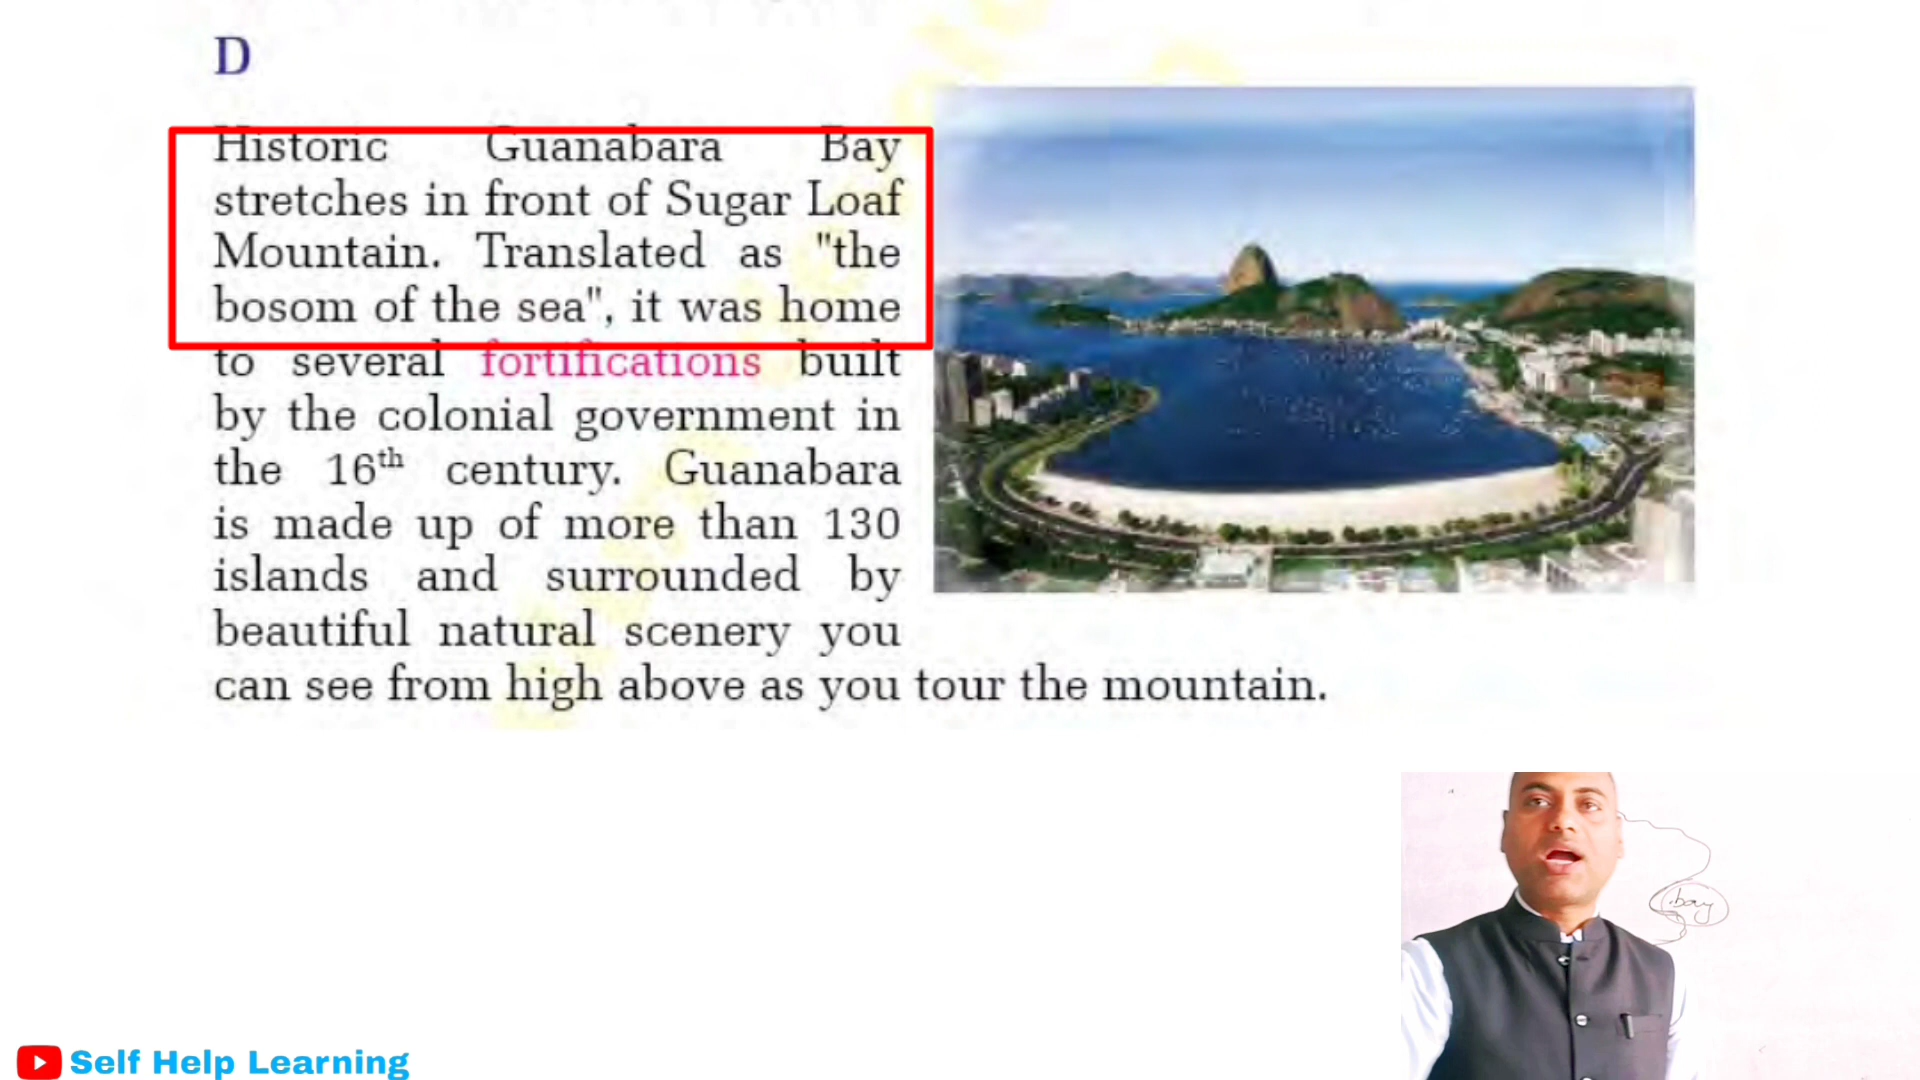 D
Historic Guanabara Bay
stretches in front of Sugar Loaf
Mountain. Translated as "the
bosom of the sea", it was home
to several fortifications built
by the colonial government in
the 16th century. Guanabara
is made up of more than 130
islands and surrounded by
beautiful natural scenery you
can see from high above as you tour the mountain.
bay
Self Help Learning